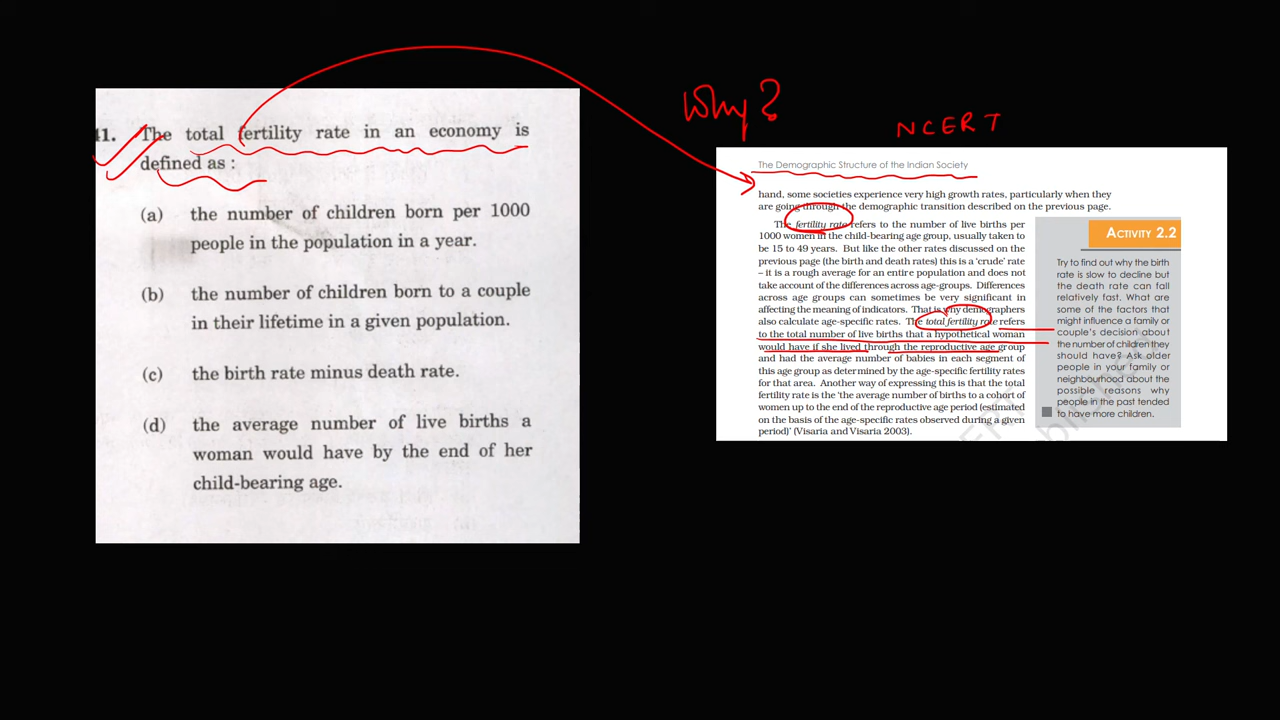 Why?
NCERT
41. The total fertility rate in an economy is
defined as :
(a) the number of children born per 1000
people in the population in a year.
(b) the number of children born to a couple
in their lifetime in a given population.
(c) the birth rate minus death rate.
(d) the average number of live births a
woman would have by the end of her
child-bearing age.
The Demographic Structure of the Indian Society
hand, some societies experience very high growth rates, particularly when they
are going through the demographic transition described on the previous page.
The fertility rate refers to the number of live births per
1000 women in the child-bearing age group, usually taken to
be 15 to 49 years. But like the other rates discussed on the
previous page (the birth and death rates) this is a ‘crude’ rate
– it is a rough average for an entire population and does not
take account of the differences across age-groups. Differences
across age groups can sometimes be very significant in
affecting the meaning of indicators. That is why demographers
also calculate age-specific rates. The total fertility rate refers
to the total number of live births that a hypothetical woman
would have if she lived through the reproductive age group
and had the average number of babies in each segment of
this age group as determined by the age-specific fertility rates
for that area. Another way of expressing this is that the total
fertility rate is the ‘the average number of births to a cohort of
women up to the end of the reproductive age period (estimated
on the basis of the age-specific rates observed during a given
period)’ (Visaria and Visaria 2003).
ACTIVITY 2.2
Try to find out why the birth
rate is slow to decline but
the death rate can fall
relatively fast. What are
some of the factors that
might influence a family or
couple’s decision about
the number of children they
should have? Ask older
people in your family or
neighbourhood about the
possible reasons why
people in the past tended
to have more children.